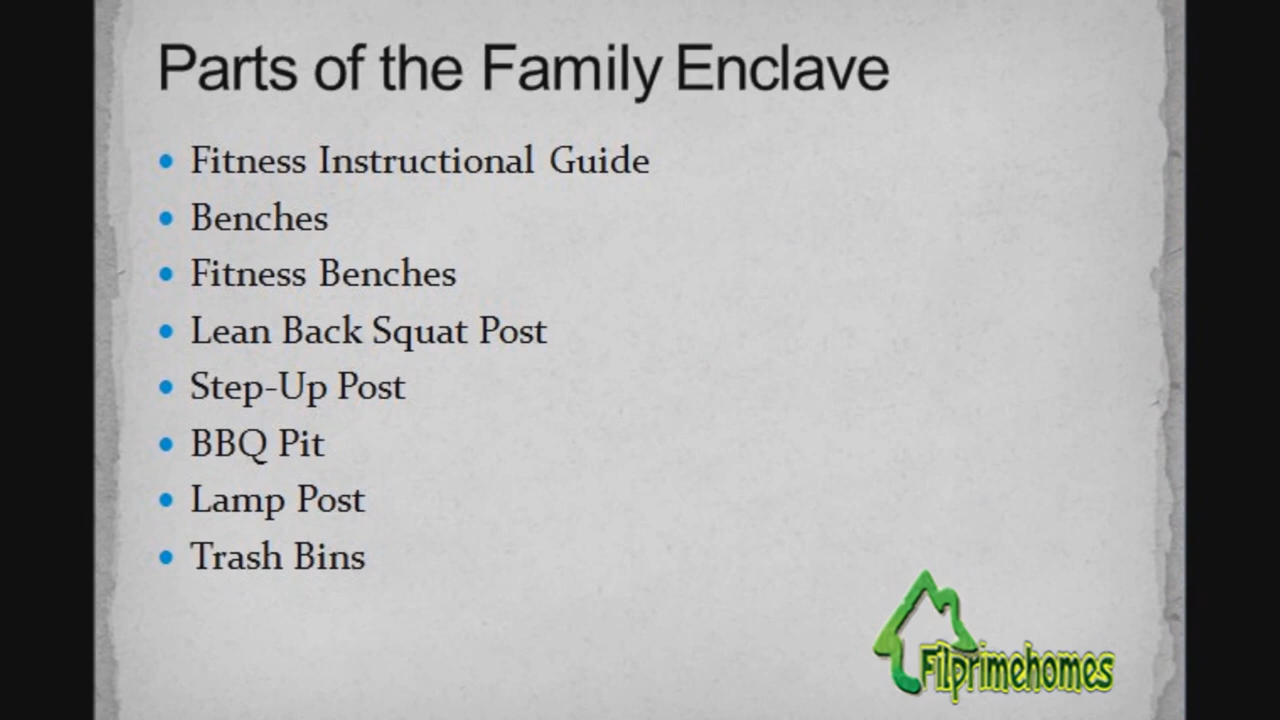 Parts of the Family Enclave
Fitness Instructional Guide
Benches
Fitness Benches
Lean Back Squat Post
Step-Up Post
BBQ Pit
Lamp Post
Trash Bins
Filprimehomes